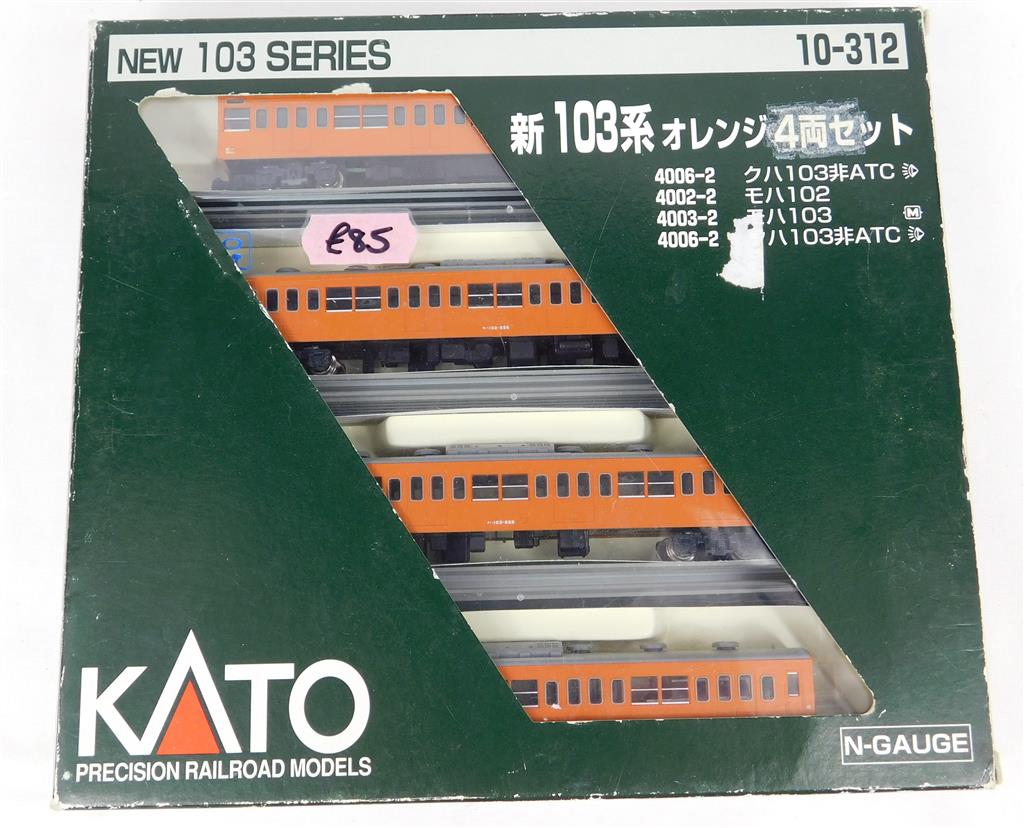 NEW 103 SERIES 10-312
新103系オレンジ4両セット
4006-2 クハ103非ATC
4002-2 モハ102
4003-2 モハ103 M
4006-2 クハ103非ATC
£85
KATO
PRECISION RAILROAD MODELS
N-GAUGE